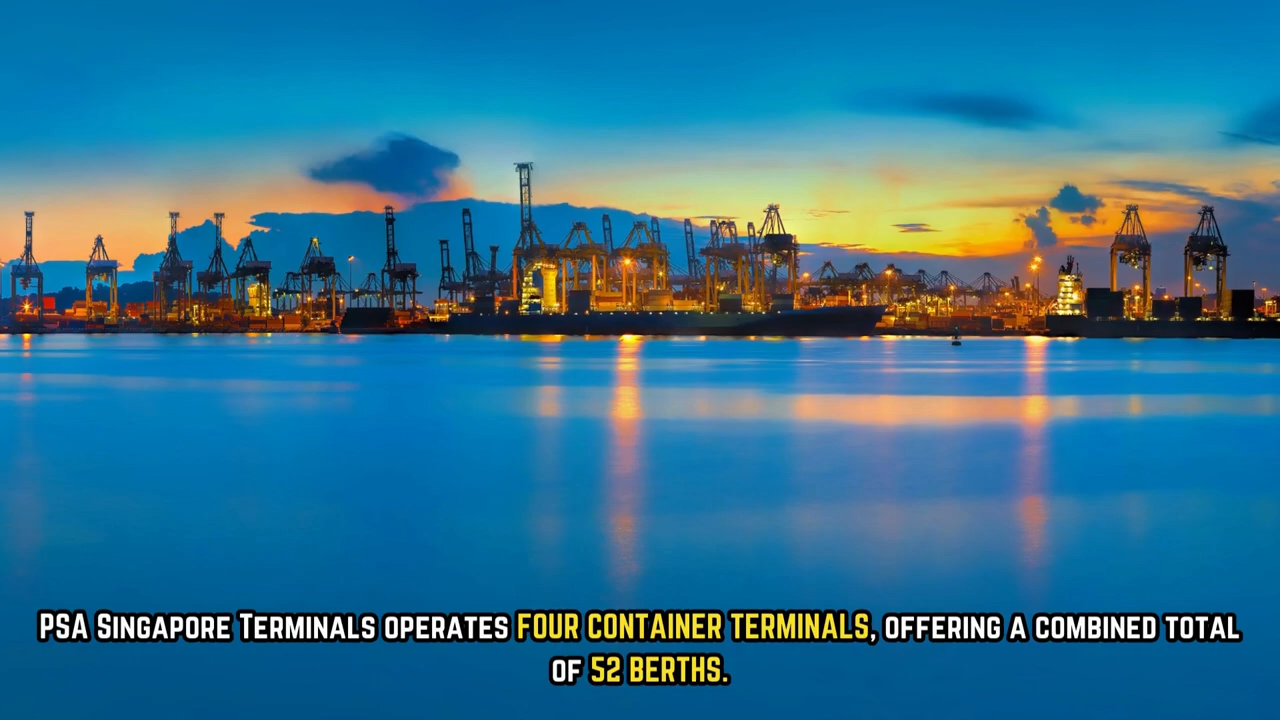 PSA Singapore Terminals operates FOUR CONTAINER TERMINALS, offering a combined total
of 52 BERTHS.